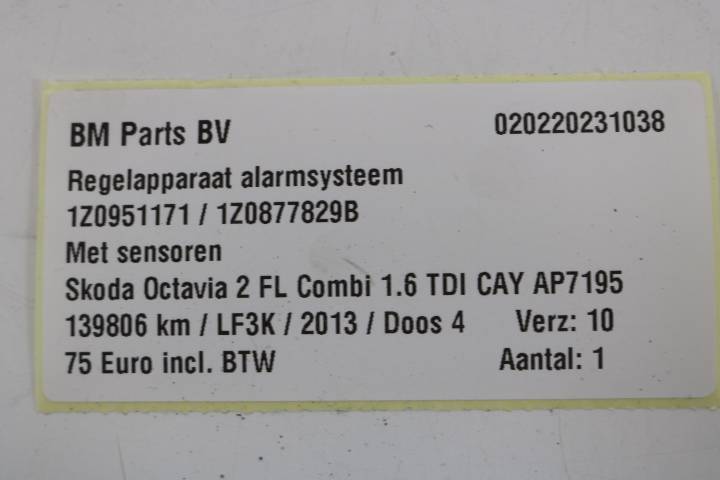 BM Parts BV 020220231038
Regelapparaat alarmsysteem
1Z0951171 / 1Z0877829B
Met sensoren
Skoda Octavia 2 FL Combi 1.6 TDI CAY AP7195
139806 km / LF3K / 2013 / Doos 4 Verz: 10
75 Euro incl. BTW Aantal: 1